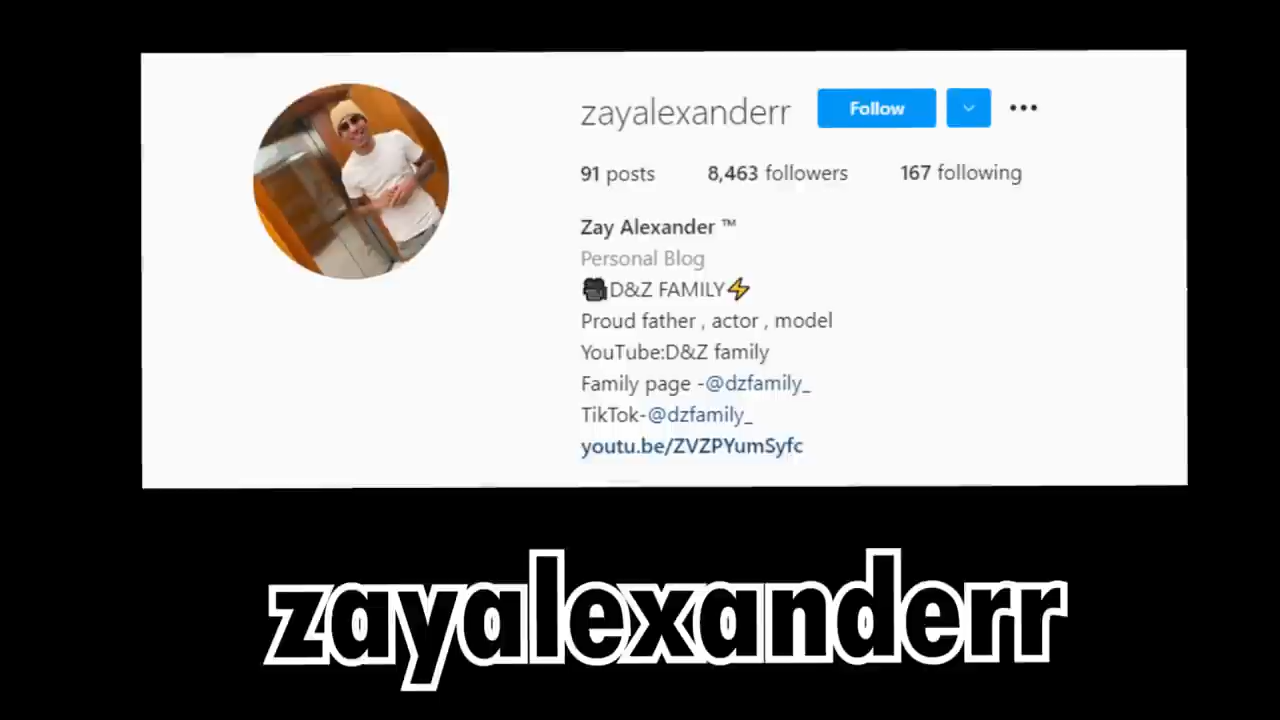 zayalexanderr Follow •••
91 posts 8,463 followers 167 following
Zay Alexander ™
Personal Blog
🎥D&Z FAMILY⚡
Proud father , actor , model
YouTube:D&Z family
Family page -@dzfamily_
TikTok-@dzfamily_
youtu.be/ZVZPYumSyfc
zayalexanderr